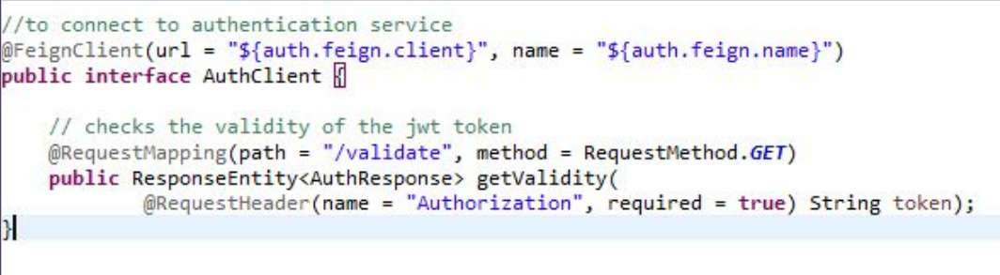 //to connect to authentication service
@FeignClient(url = "${auth.feign.client}", name = "${auth.feign.name}")
public interface AuthClient {
// checks the validity of the jwt token
@RequestMapping(path = "/validate", method = RequestMethod.GET)
public ResponseEntity<AuthResponse> getValidity(
@RequestHeader(name = "Authorization", required = true) String token);
}